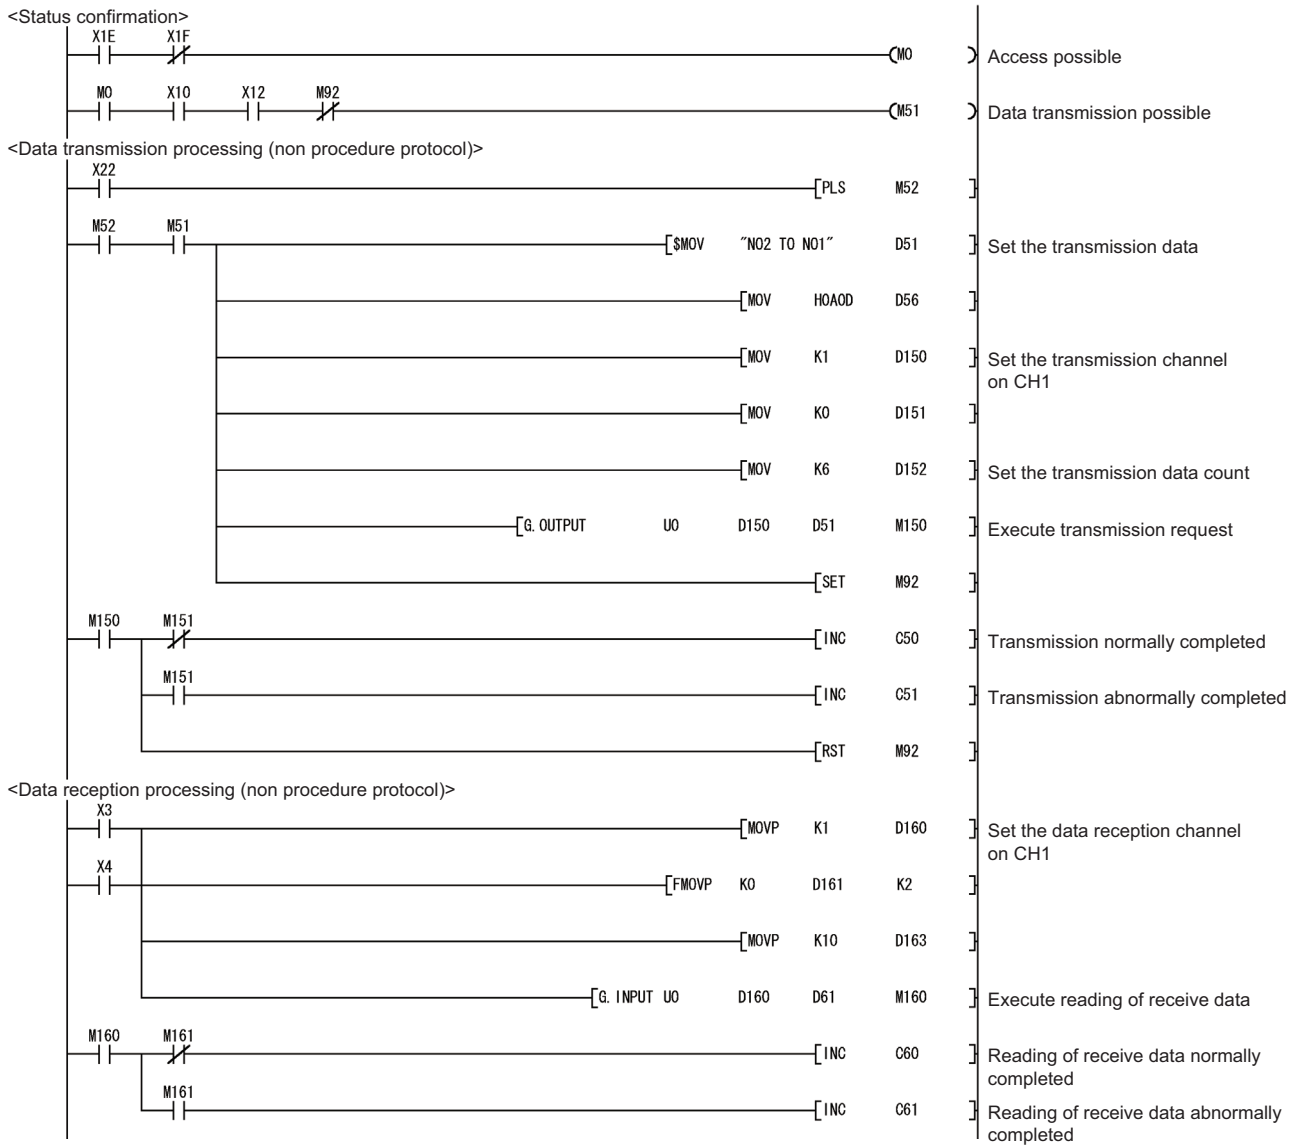 <Status confirmation>
X1E X1F
(M0 ) Access possible
M0 X10 X12 M92
(M51 ) Data transmission possible
<Data transmission processing (non procedure protocol)>
X22
[PLS M52 ]
M52 M51
[$MOV "NO2 TO NO1" D51 ] Set the transmission data
[MOV H0A0D D56 ]
[MOV K1 D150 ] Set the transmission channel
on CH1
[MOV K0 D151 ]
[MOV K6 D152 ] Set the transmission data count
[G. OUTPUT U0 D150 D51 M150 ] Execute transmission request
[SET M92 ]
M150 M151
[INC C50 ] Transmission normally completed
M151
[INC C51 ] Transmission abnormally completed
[RST M92 ]
<Data reception processing (non procedure protocol)>
X3
[MOVP K1 D160 ] Set the data reception channel
on CH1
X4
[FMOVP K0 D161 K2 ]
[MOVP K10 D163 ]
[G. INPUT U0 D160 D61 M160 ] Execute reading of receive data
M160 M161
[INC C60 ] Reading of receive data normally
completed
M161
[INC C61 ] Reading of receive data abnormally
completed